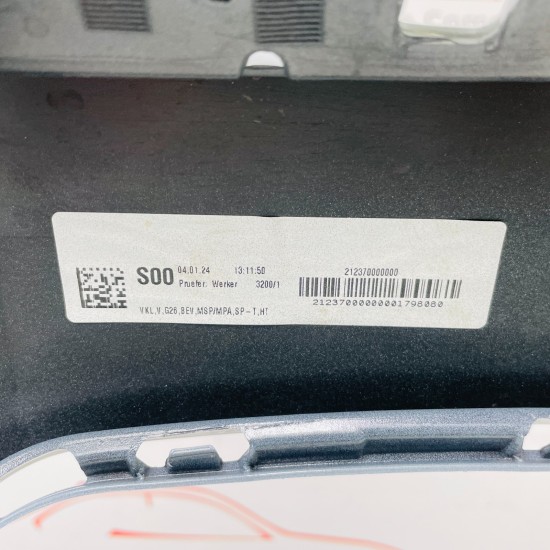 S00 04.01.24 13:11:50
Pruefer. Werker 3200/1
VKL,V,G26,BEV,MSP/MPA,SP-T,HT
212370000000
21237000000001798080